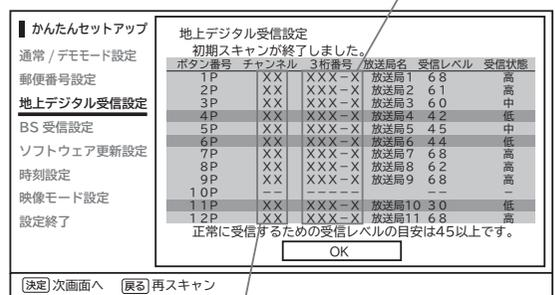 かんたんセットアップ
通常 / デモモード設定
郵便番号設定
地上デジタル受信設定
BS 受信設定
ソフトウェア更新設定
時刻設定
映像モード設定
設定終了
地上デジタル受信設定
初期スキャンが終了しました。
ボタン番号 チャンネル 3桁番号 放送局名 受信レベル 受信状態
1P XX XXX-X 放送局1 68 高
2P XX XXX-X 放送局2 61 高
3P XX XXX-X 放送局3 60 中
4P XX XXX-X 放送局4 42 低
5P XX XXX-X 放送局5 45 中
6P XX XXX-X 放送局6 44 低
7P XX XXX-X 放送局7 68 高
8P XX XXX-X 放送局8 62 高
9P XX XXX-X 放送局9 68 高
10P -- ----- -- -
11P XX XXX-X 放送局10 30 低
12P XX XXX-X 放送局11 68 高
正常に受信するための受信レベルの目安は45以上です。
OK
決定 次画面へ 戻る 再スキャン